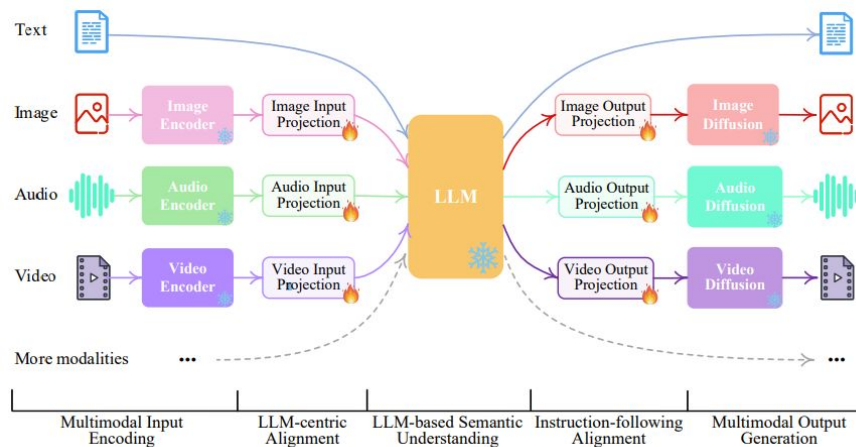 Text
Image
Image
Encoder
Image Input
Projection
Image Output
Projection
Image
Diffusion
Audio
Audio
Encoder
Audio Input
Projection
LLM
Audio Output
Projection
Audio
Diffusion
Video
Video
Encoder
Video Input
Projection
Video Output
Projection
Video
Diffusion
More modalities
...
...
Multimodal Input
Encoding
LLM-centric
Alignment
LLM-based Semantic
Understanding
Instruction-following
Alignment
Multimodal Output
Generation